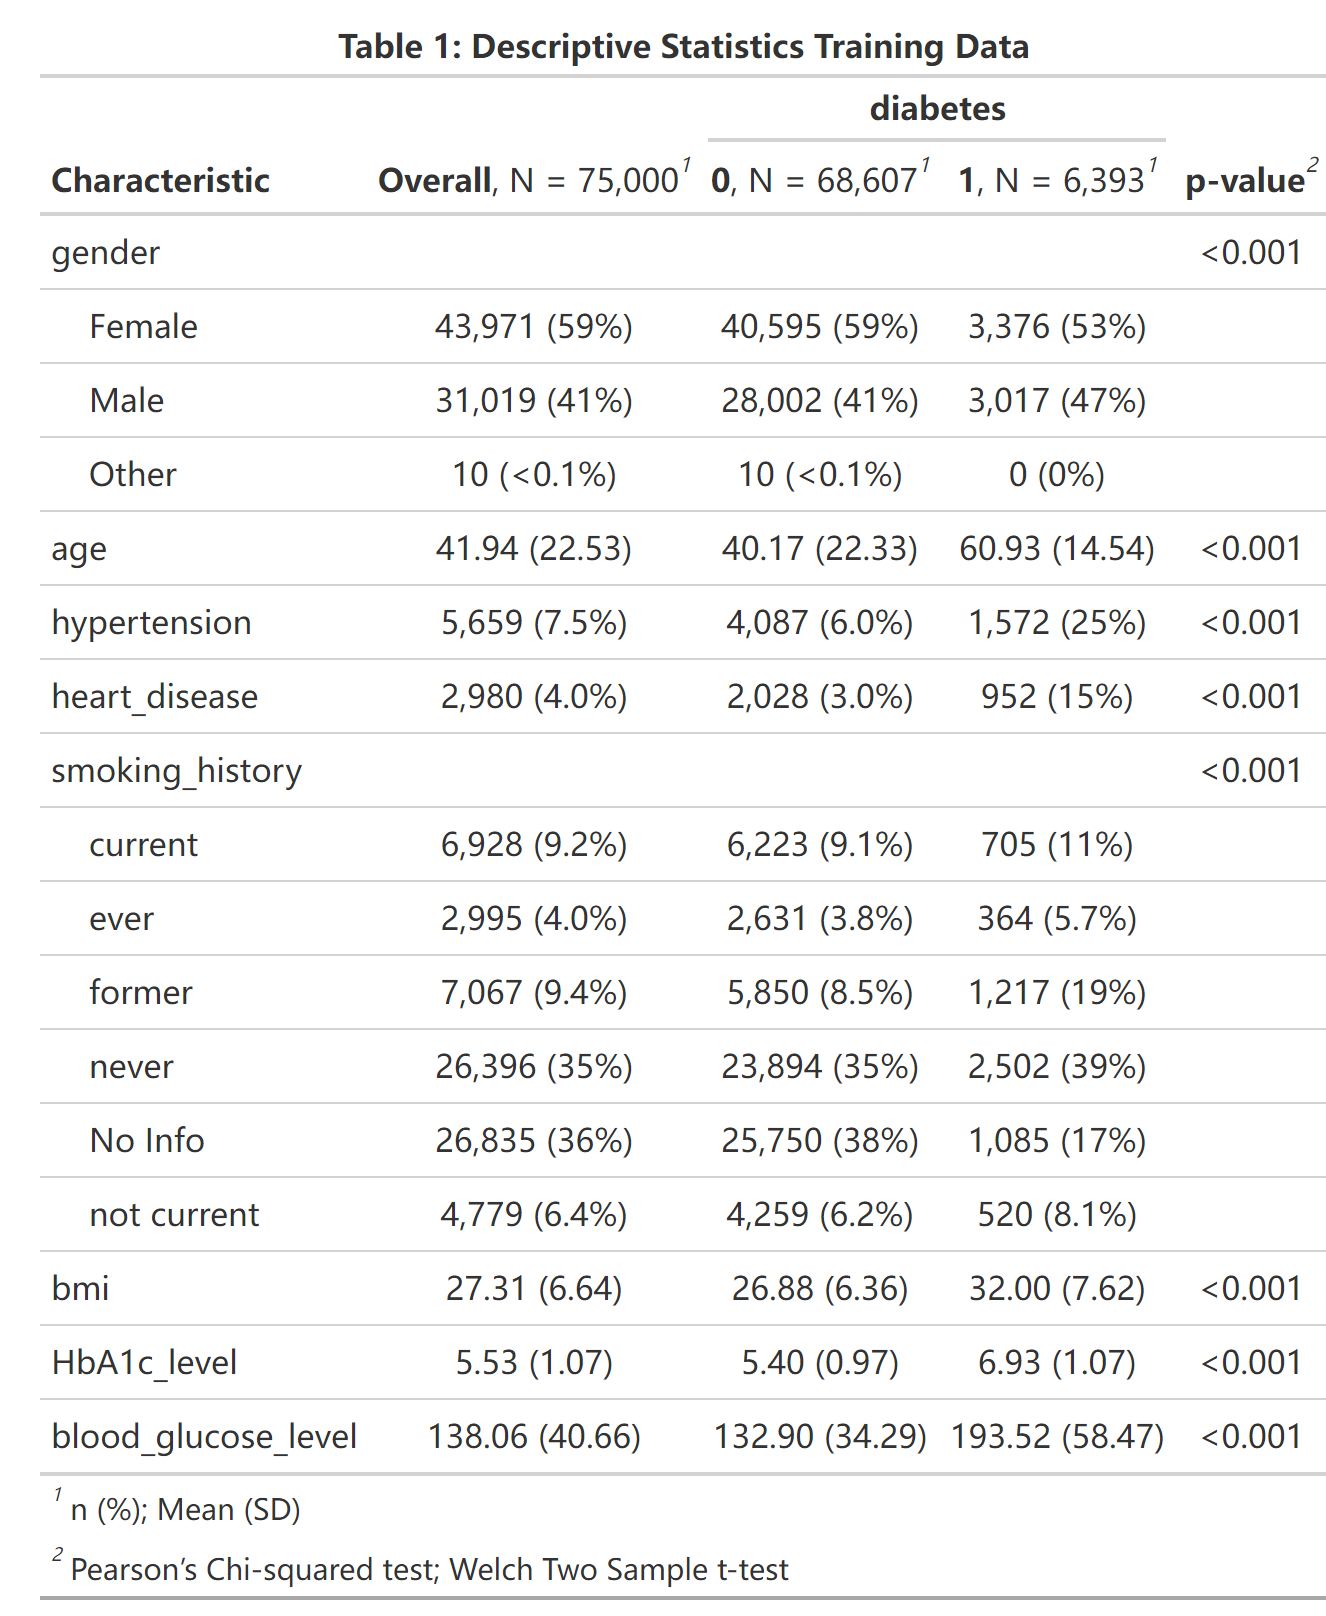 Table 1: Descriptive Statistics Training Data
diabetes
Characteristic Overall, N = 75,000¹ 0, N = 68,607¹ 1, N = 6,393¹ p-value²
gender <0.001
Female 43,971 (59%) 40,595 (59%) 3,376 (53%)
Male 31,019 (41%) 28,002 (41%) 3,017 (47%)
Other 10 (<0.1%) 10 (<0.1%) 0 (0%)
age 41.94 (22.53) 40.17 (22.33) 60.93 (14.54) <0.001
hypertension 5,659 (7.5%) 4,087 (6.0%) 1,572 (25%) <0.001
heart_disease 2,980 (4.0%) 2,028 (3.0%) 952 (15%) <0.001
smoking_history <0.001
current 6,928 (9.2%) 6,223 (9.1%) 705 (11%)
ever 2,995 (4.0%) 2,631 (3.8%) 364 (5.7%)
former 7,067 (9.4%) 5,850 (8.5%) 1,217 (19%)
never 26,396 (35%) 23,894 (35%) 2,502 (39%)
No Info 26,835 (36%) 25,750 (38%) 1,085 (17%)
not current 4,779 (6.4%) 4,259 (6.2%) 520 (8.1%)
bmi 27.31 (6.64) 26.88 (6.36) 32.00 (7.62) <0.001
HbA1c_level 5.53 (1.07) 5.40 (0.97) 6.93 (1.07) <0.001
blood_glucose_level 138.06 (40.66) 132.90 (34.29) 193.52 (58.47) <0.001
¹ n (%); Mean (SD)
² Pearson’s Chi-squared test; Welch Two Sample t-test